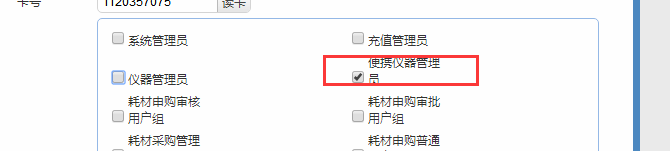 卡号 1120357075 读卡
系统管理员 充值管理员
便携仪器管理
仪器管理员 员
耗材申购审核 耗材申购审批
用户组 用户组
耗材采购管理 耗材申购普通